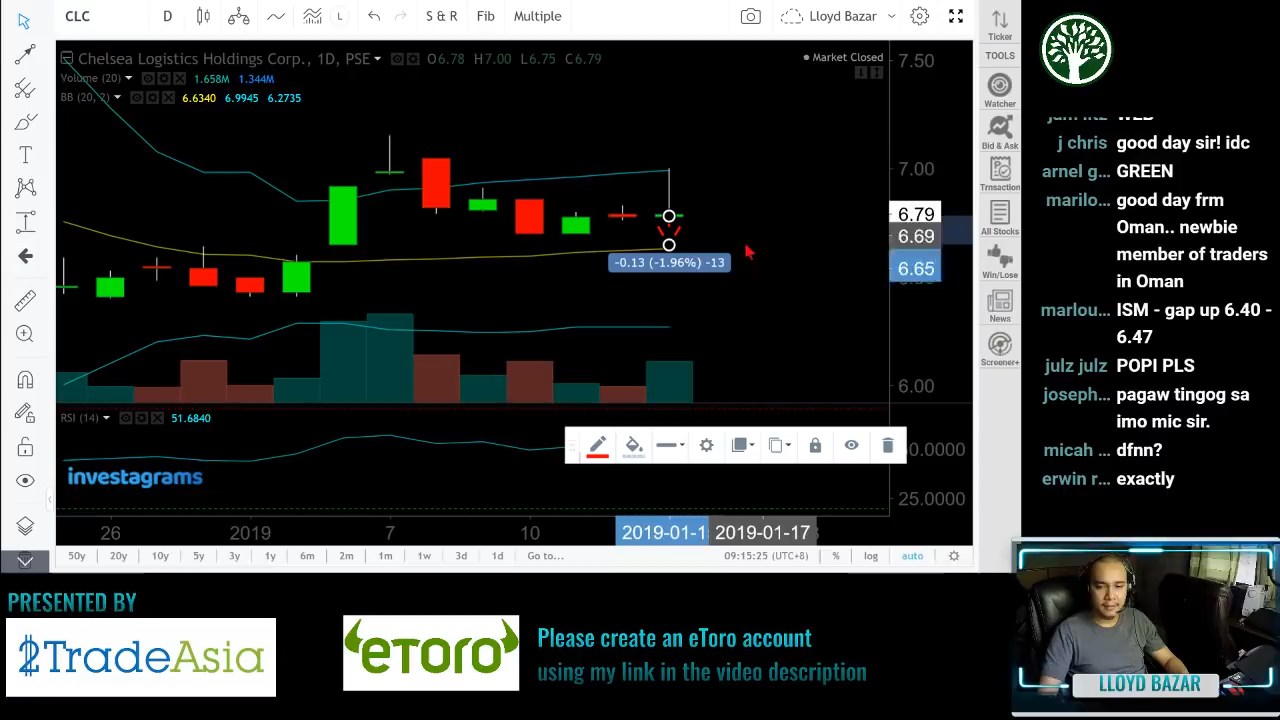 CLC D L S & R Fib Multiple Lloyd Bazar
Ticker
TOOLS
Watcher
Bid & Ask
Trnsaction
All Stocks
Win/Lose
News
Screener+
Chelsea Logistics Holdings Corp., 1D, PSE O6.78 H7.00 L6.75 C6.79
Market Closed
Volume (20) 1.658M 1.344M
BB (20, 2) 6.6340 6.9945 6.2735
7.50
7.00
6.79
6.69
6.65
6.00
-0.13 (-1.96%) -13
RSI (14) 51.6840
0.0000
25.0000
investagrams
26 2019 7 10 2019-01-1 2019-01-17
50y 20y 10y 5y 3y 1y 6m 2m 1m 1w 3d 1d Go to... 09:15:25 (UTC+8) % log auto
j chris good day sir! idc
arnel g... GREEN
marilo... good day frm
Oman.. newbie
member of traders
in Oman
marlou... ISM - gap up 6.40 -
6.47
julz julz POPI PLS
joseph... pagaw tingog sa
imo mic sir.
micah ... dfnn?
erwin r... exactly
PRESENTED BY
2TradeAsia
eToro
Please create an eToro account
using my link in the video description
LLOYD BAZAR